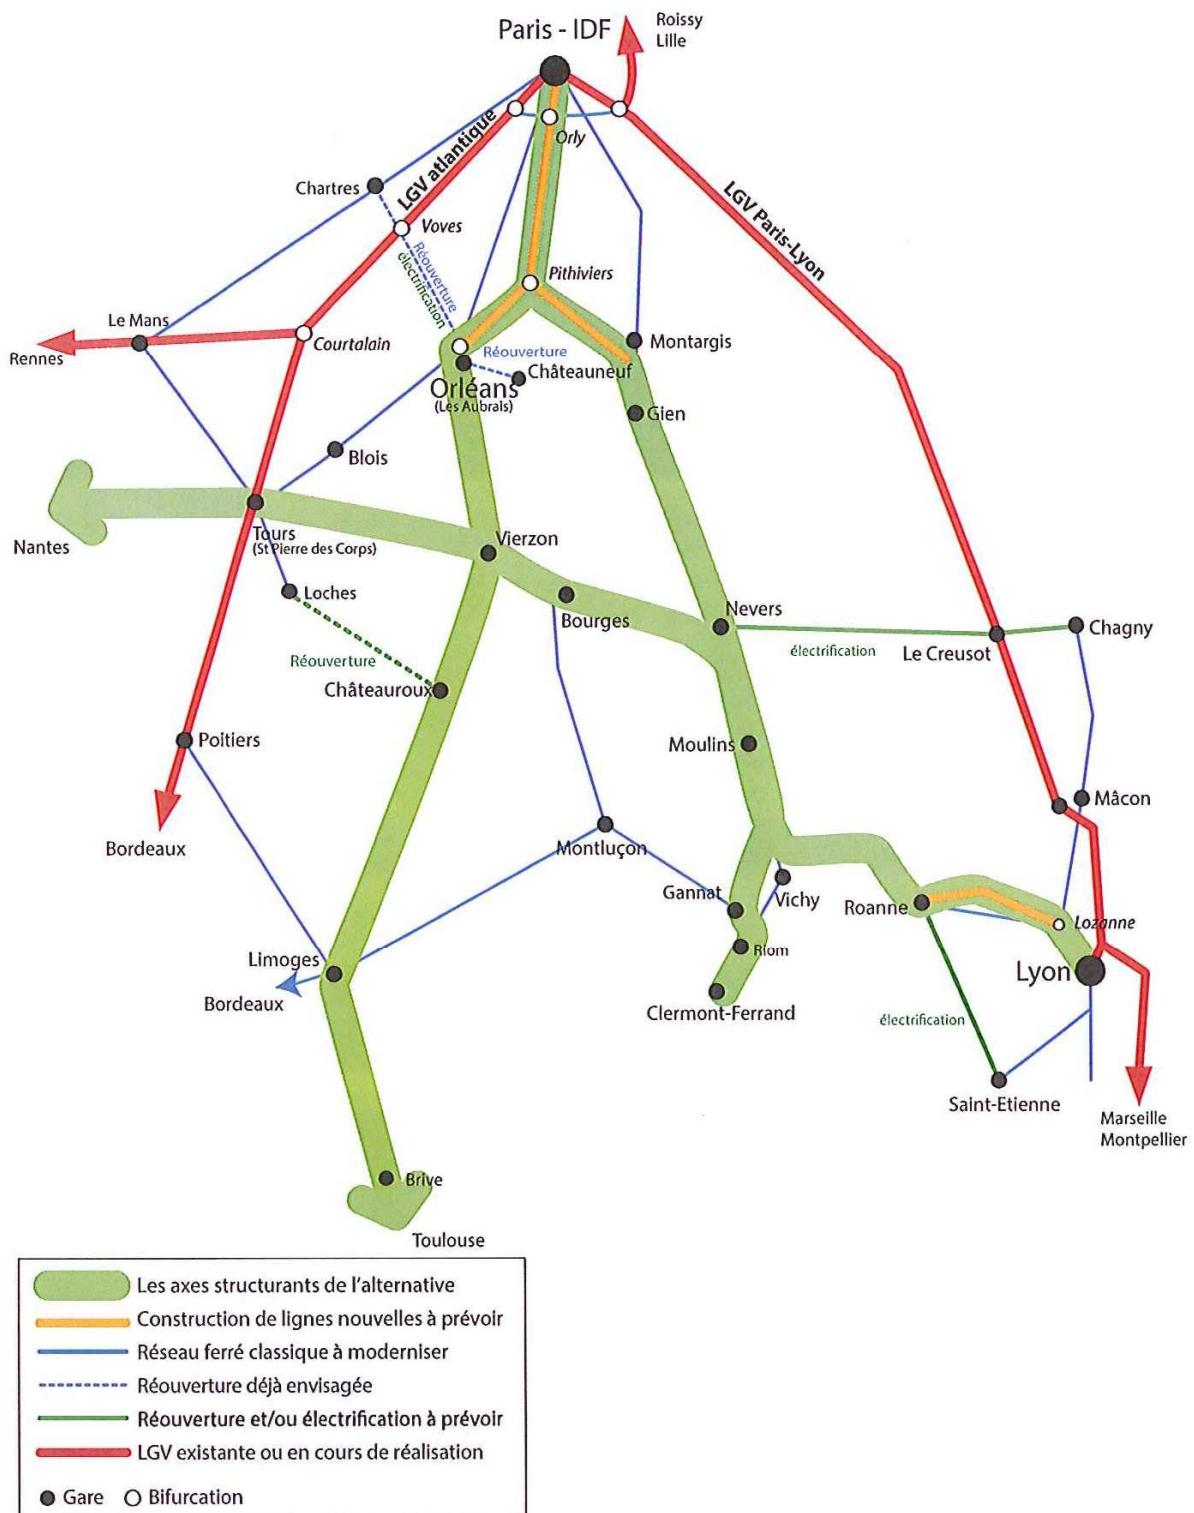 Paris - IDF
Roissy
Lille
Orly
LGV atlantique
Chartres
Voves
LGV Paris-Lyon
Réouverture
électrification
Pithiviers
Le Mans
Rennes
Courtalain
Montargis
Réouverture
Châteauneuf
Orléans
(Les Aubrais)
Gien
Blois
Nantes
Tours
(St Pierre des Corps)
Vierzon
Loches
Bourges
Nevers
Chagny
électrification
Le Creusot
Réouverture
Châteauroux
Poitiers
Moulins
Mâcon
Bordeaux
Montluçon
Gannat
Vichy
Roanne
Lozanne
Riom
Limoges
Lyon
Bordeaux
Clermont-Ferrand
électrification
Saint-Etienne
Marseille
Montpellier
Brive
Toulouse
Les axes structurants de l'alternative
Construction de lignes nouvelles à prévoir
Réseau ferré classique à moderniser
Réouverture déjà envisagée
Réouverture et/ou électrification à prévoir
LGV existante ou en cours de réalisation
Gare
Bifurcation